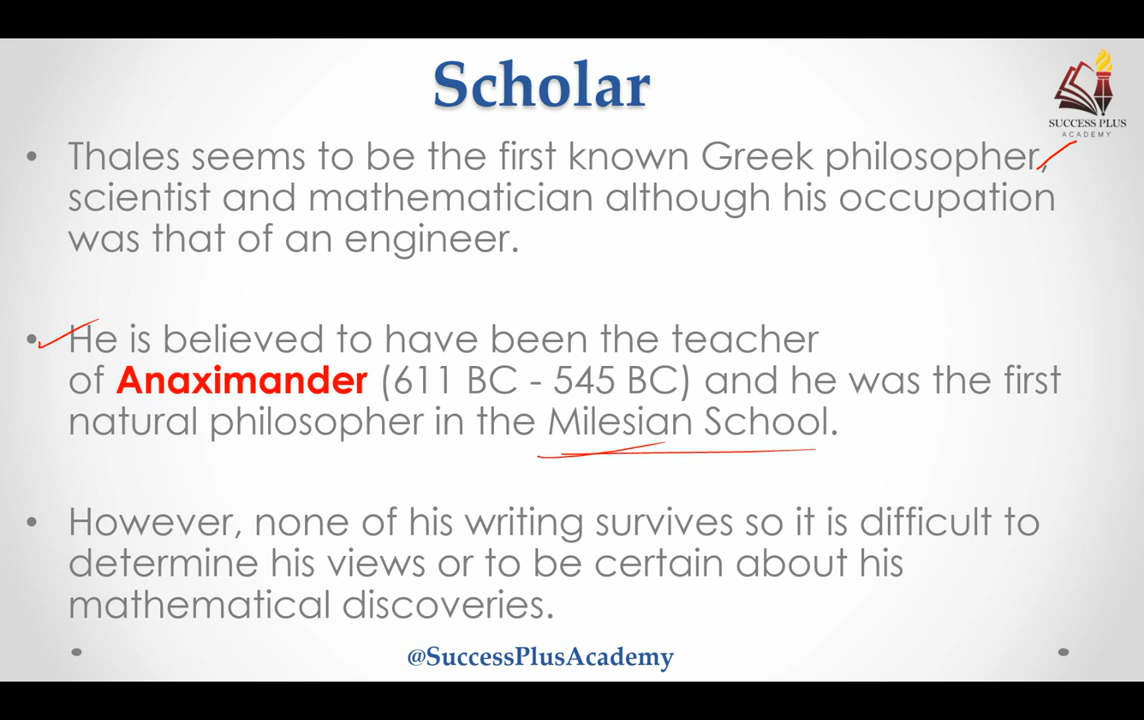 Scholar
SUCCESS PLUS
ACADEMY
• Thales seems to be the first known Greek philosopher,
scientist and mathematician although his occupation
was that of an engineer.
• He is believed to have been the teacher
of Anaximander (611 BC - 545 BC) and he was the first
natural philosopher in the Milesian School.
• However, none of his writing survives so it is difficult to
determine his views or to be certain about his
mathematical discoveries.
@SuccessPlusAcademy